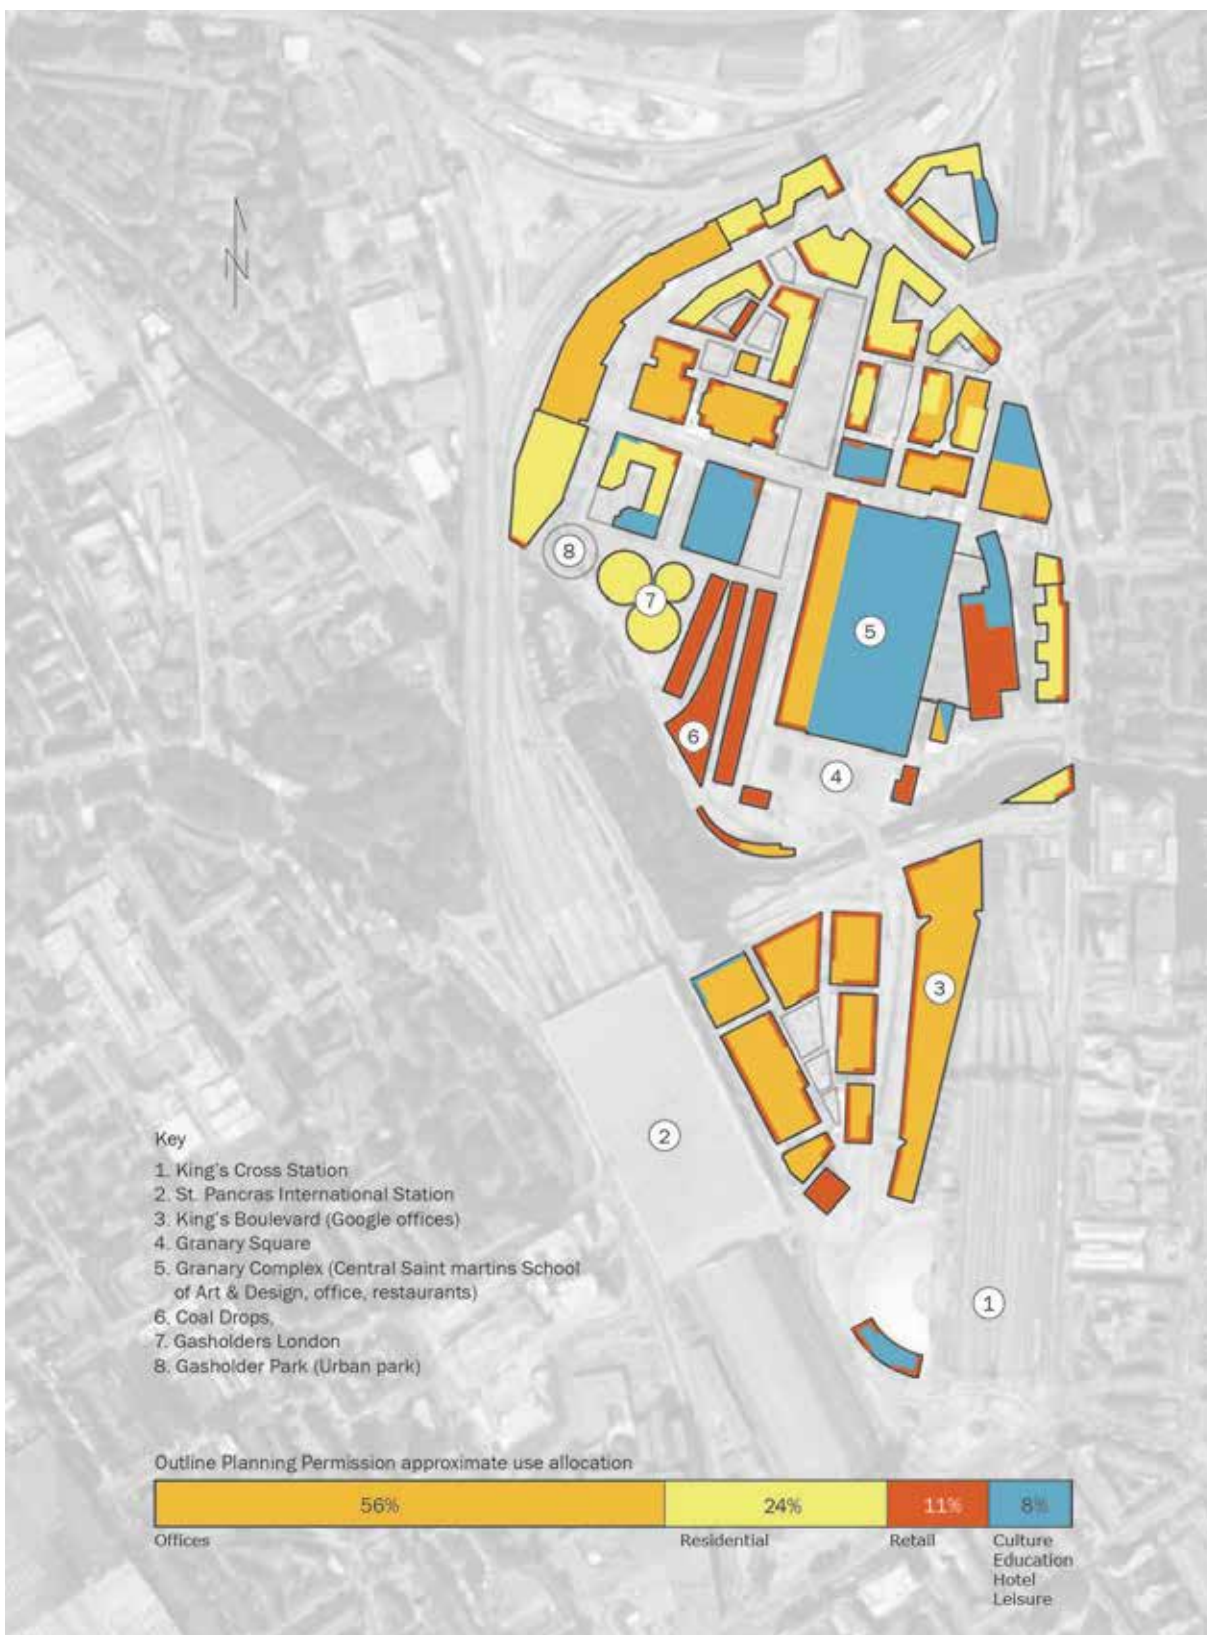 N
8
7
5
6
4
3
2
1
Key
1. King's Cross Station
2. St. Pancras International Station
3. King's Boulevard (Google offices)
4. Granary Square
5. Granary Complex (Central Saint martins School
of Art & Design, office, restaurants)
6. Coal Drops,
7. Gasholders London
8. Gasholder Park (Urban park)
Outline Planning Permission approximate use allocation
56%
24%
11%
8%
Offices
Residential
Retail
Culture
Education
Hotel
Leisure